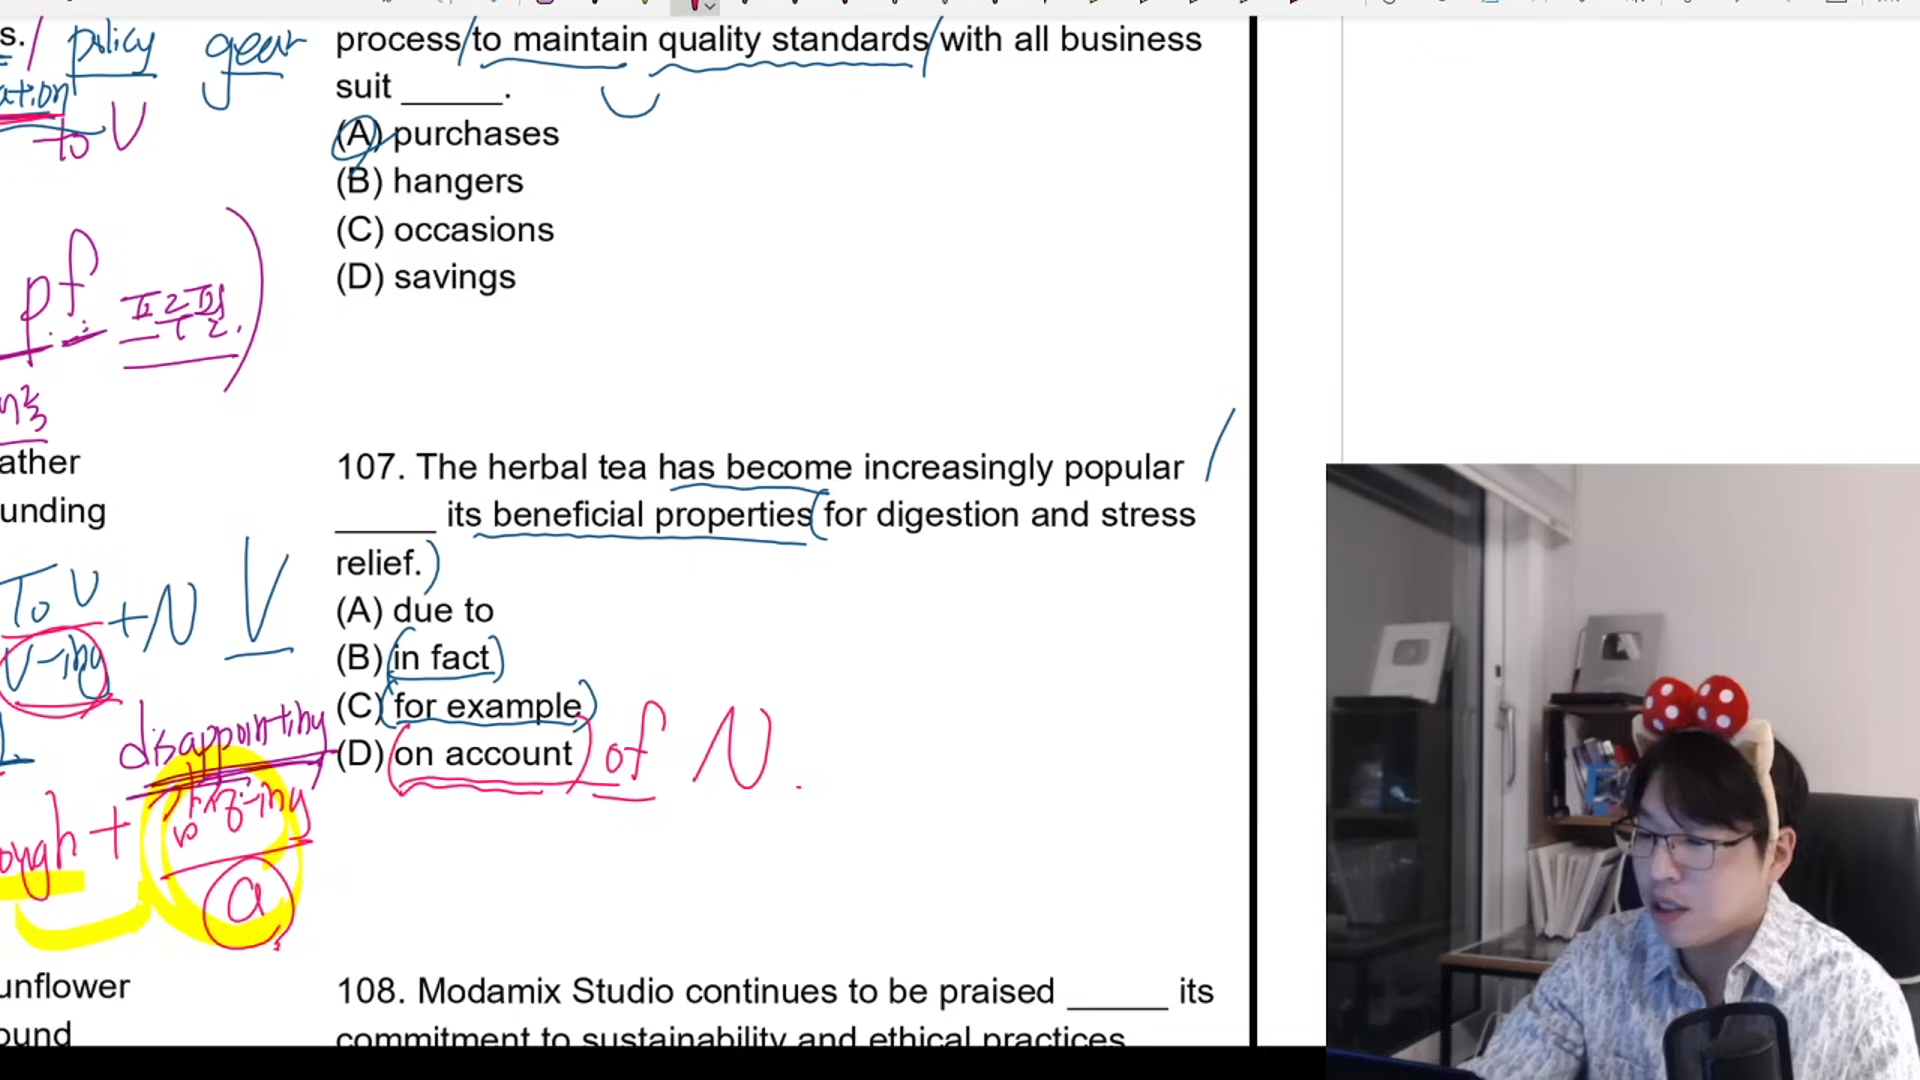 s. / policy gear
process/to maintain quality standards/with all business
ation
suit ______.
to V
(A) purchases
(B) hangers
(C) occasions
(D) savings
pf
ather
107. The herbal tea has become increasingly popular /
unding
______ its beneficial properties (for digestion and stress
relief.)
To V
V-ing
+N V
(A) due to
(B) (in fact)
(C) (for example)
disappointing
(D) (on account) of N.
ough +
a
unflower
108. Modamix Studio continues to be praised ______ its
ound
commitment to sustainability and ethical practices